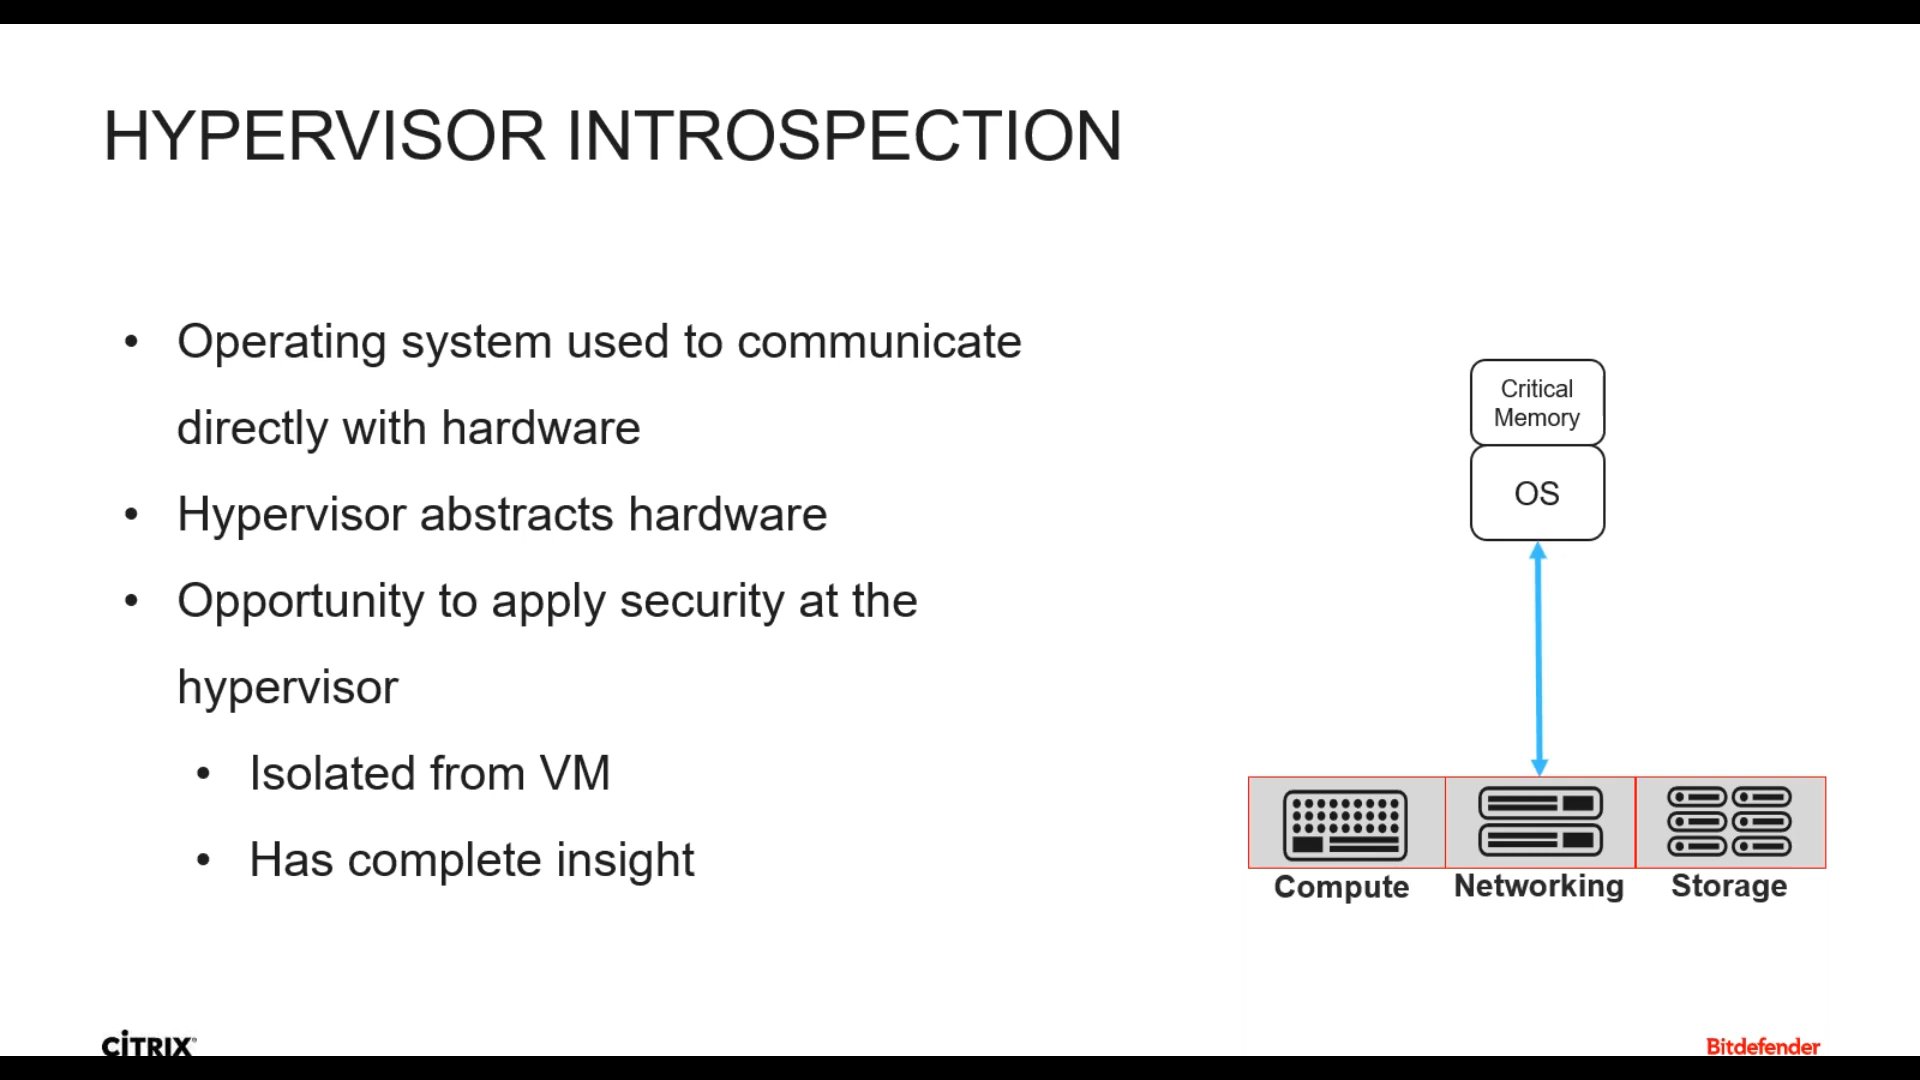 HYPERVISOR INTROSPECTION
• Operating system used to communicate
directly with hardware
• Hypervisor abstracts hardware
• Opportunity to apply security at the
hypervisor
• Isolated from VM
• Has complete insight
Critical
Memory
OS
Compute
Networking
Storage
CiTRIX
Bitdefender